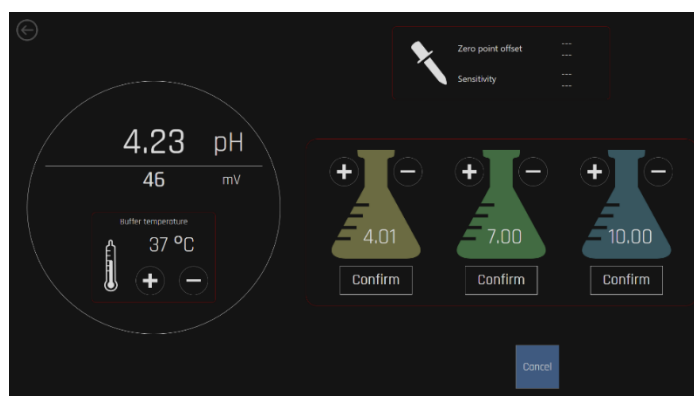 Zero point offset
---
---
Sensitivity
---
---
4.23 pH
46 mV
Buffer temperature
37 °C
+ −
+ − + − + −
4.01 7.00 10.00
Confirm Confirm Confirm
Cancel